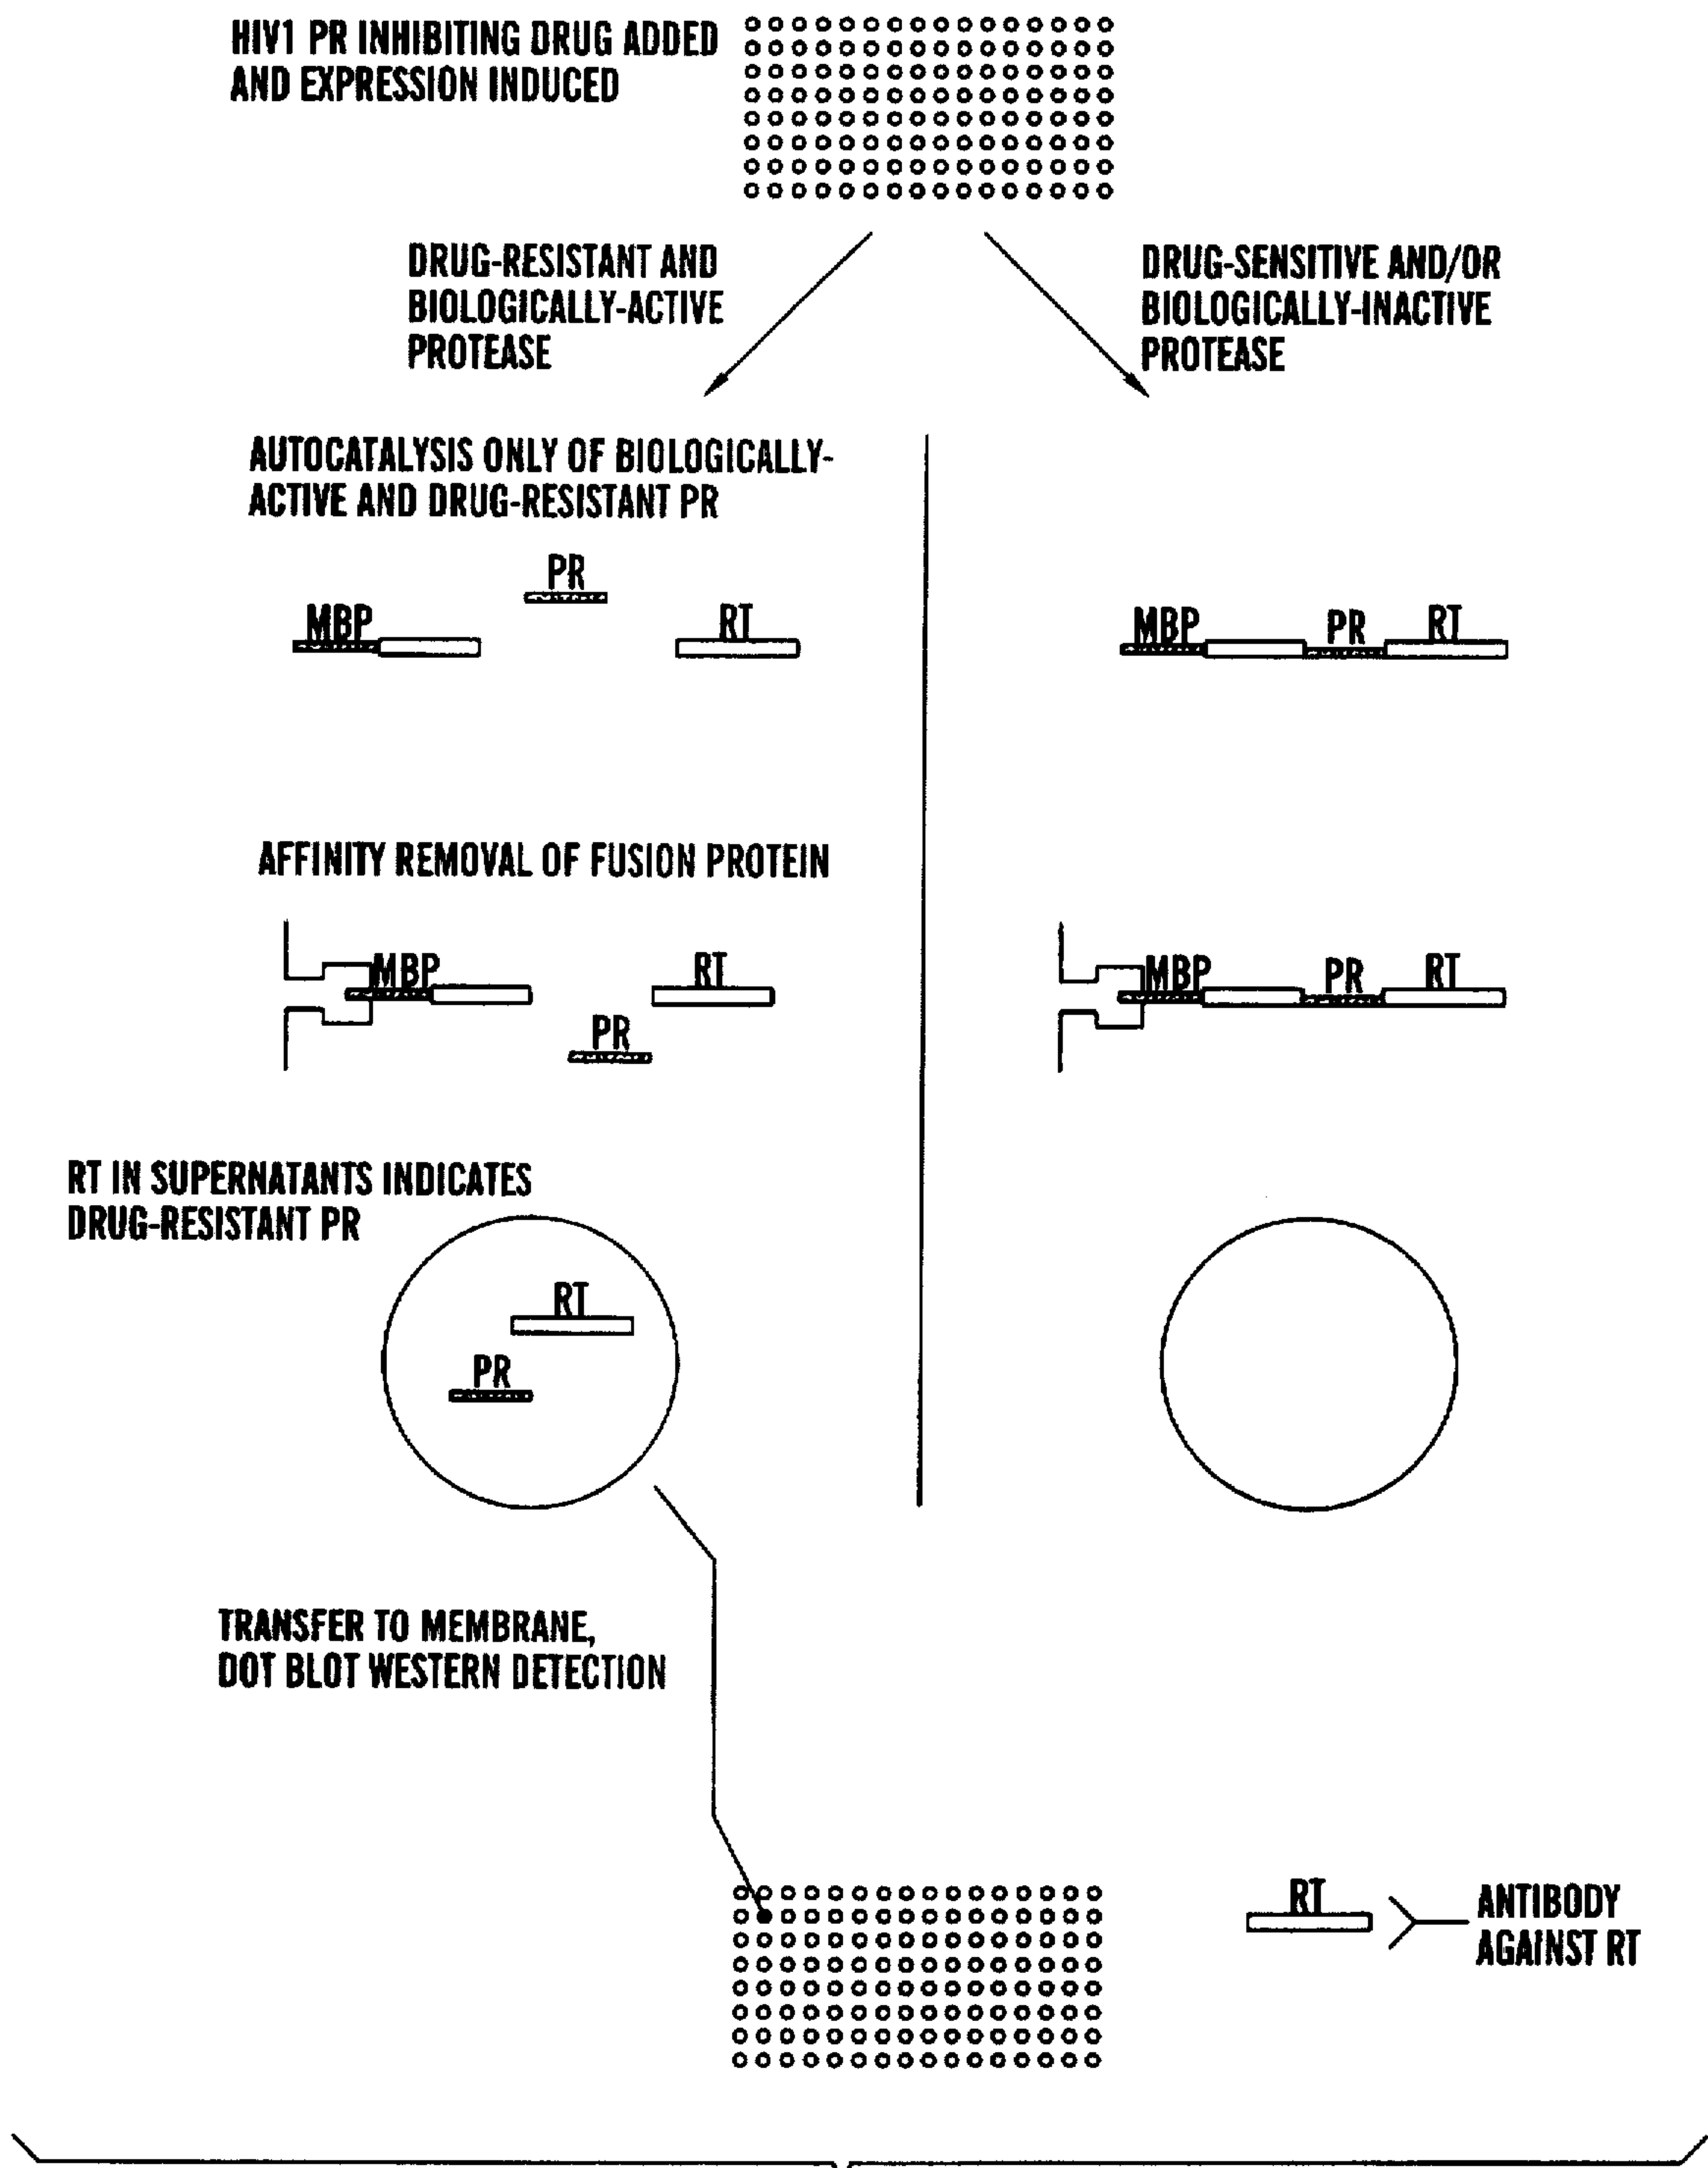 HIV1 PR INHIBITING DRUG ADDED
AND EXPRESSION INDUCED
DRUG-RESISTANT AND
BIOLOGICALLY-ACTIVE
PROTEASE
DRUG-SENSITIVE AND/OR
BIOLOGICALLY-INACTIVE
PROTEASE
AUTOCATALYSIS ONLY OF BIOLOGICALLY-
ACTIVE AND DRUG-RESISTANT PR
PR
MBP
RT
MBP
PR
RT
AFFINITY REMOVAL OF FUSION PROTEIN
MBP
RT
PR
MBP
PR
RT
RT IN SUPERNATANTS INDICATES
DRUG-RESISTANT PR
RT
PR
TRANSFER TO MEMBRANE,
DOT BLOT WESTERN DETECTION
RT
ANTIBODY
AGAINST RT